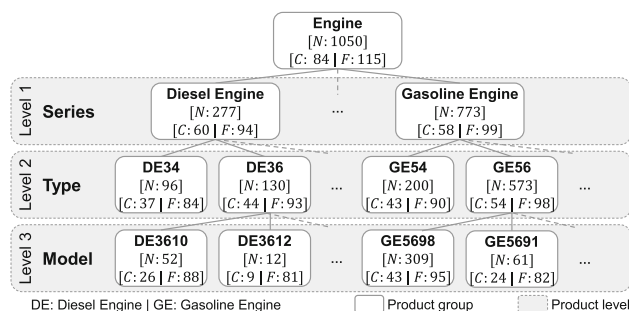 Engine
[N: 1050]
[C: 84 | F: 115]
Level 1
Series
Diesel Engine
[N: 277]
[C: 60 | F: 94]
...
Gasoline Engine
[N: 773]
[C: 58 | F: 99]
Level 2
Type
DE34
[N: 96]
[C: 37 | F: 84]
DE36
[N: 130]
[C: 44 | F: 93]
...
GE54
[N: 200]
[C: 43 | F: 90]
GE56
[N: 573]
[C: 54 | F: 98]
...
Level 3
Model
DE3610
[N: 52]
[C: 26 | F: 88]
DE3612
[N: 12]
[C: 9 | F: 81]
...
GE5698
[N: 309]
[C: 43 | F: 95]
GE5691
[N: 61]
[C: 24 | F: 82]
...
DE: Diesel Engine | GE: Gasoline Engine
Product group
Product level